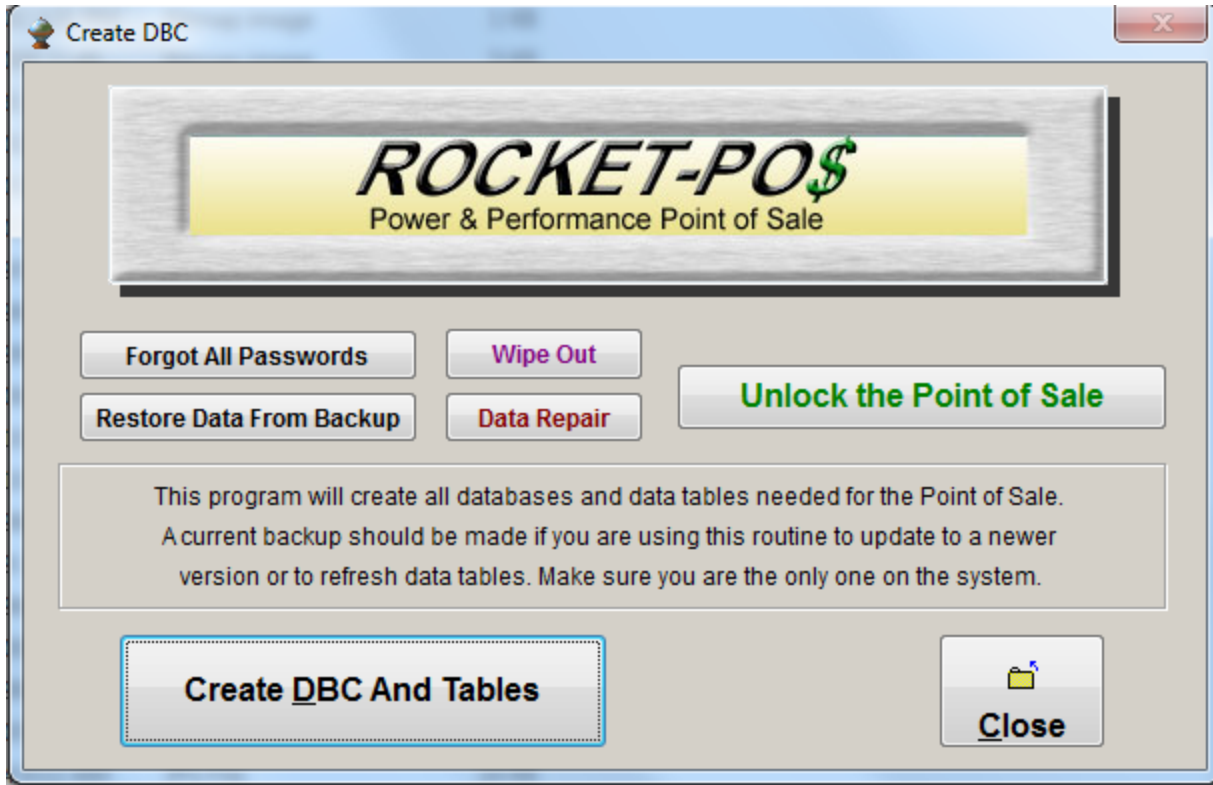 Create DBC
ROCKET-PO$
Power & Performance Point of Sale
Forgot All Passwords
Wipe Out
Unlock the Point of Sale
Restore Data From Backup
Data Repair
This program will create all databases and data tables needed for the Point of Sale.
A current backup should be made if you are using this routine to update to a newer
version or to refresh data tables. Make sure you are the only one on the system.
Create DBC And Tables
Close